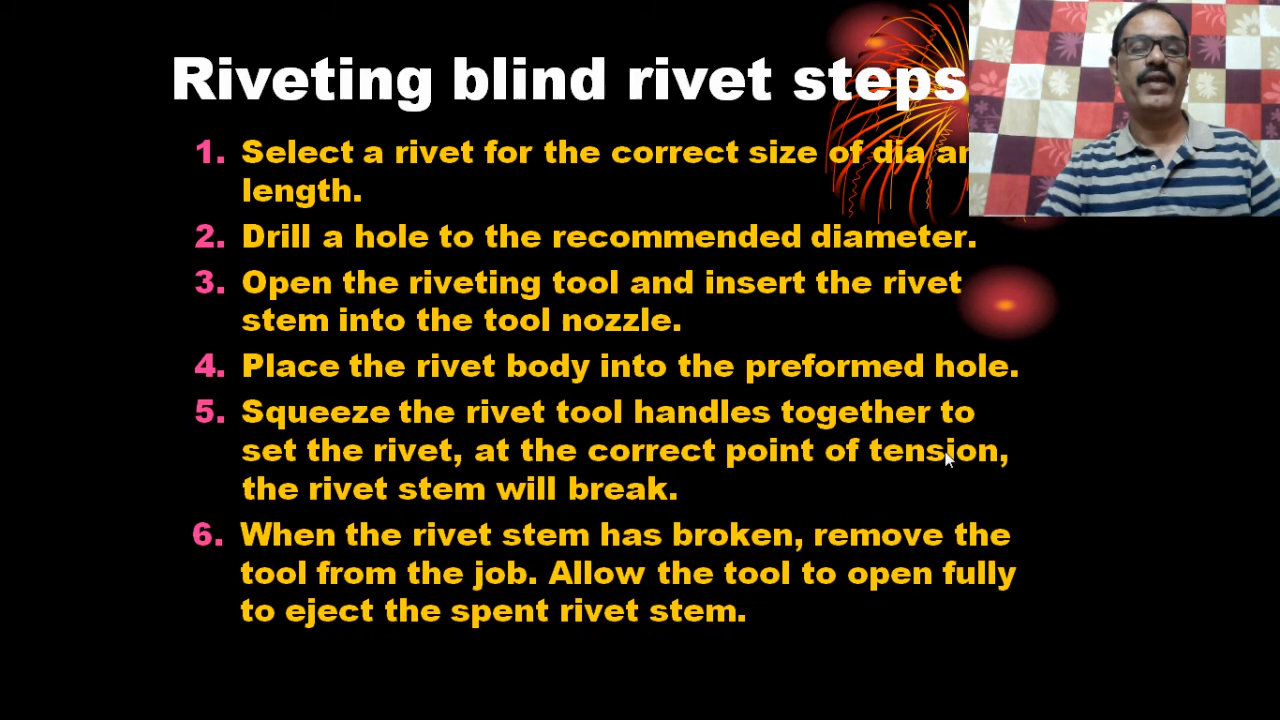 Riveting blind rivet steps
1. Select a rivet for the correct size of dia
length.
2. Drill a hole to the recommended diameter.
3. Open the riveting tool and insert the rivet
stem into the tool nozzle.
4. Place the rivet body into the preformed hole.
5. Squeeze the rivet tool handles together to
set the rivet, at the correct point of tension,
the rivet stem will break.
6. When the rivet stem has broken, remove the
tool from the job. Allow the tool to open fully
to eject the spent rivet stem.